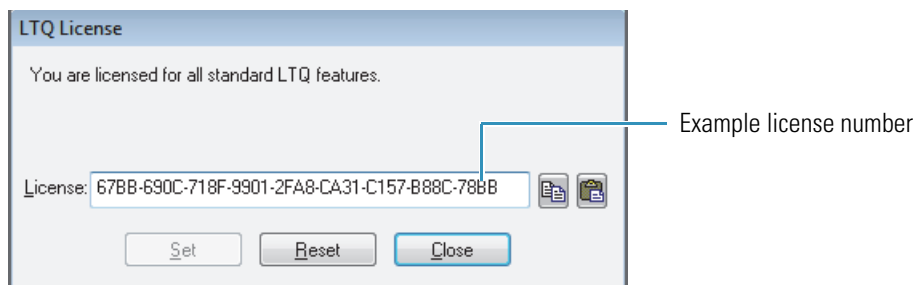 LTQ License
You are licensed for all standard LTQ features.
Example license number
License: 67BB-690C-718F-9901-2FA8-CA31-C157-B88C-78BB
Set Reset Close